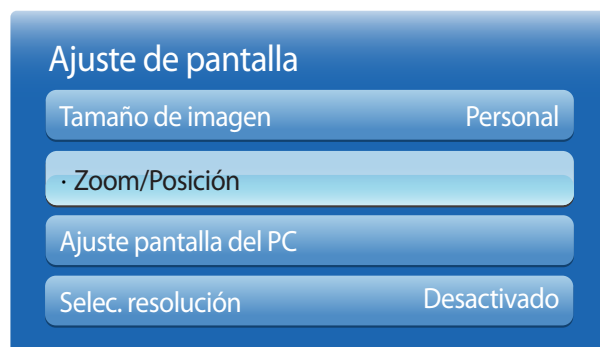 Ajuste de pantalla
Tamaño de imagen Personal
· Zoom/Posición
Ajuste pantalla del PC
Selec. resolución Desactivado